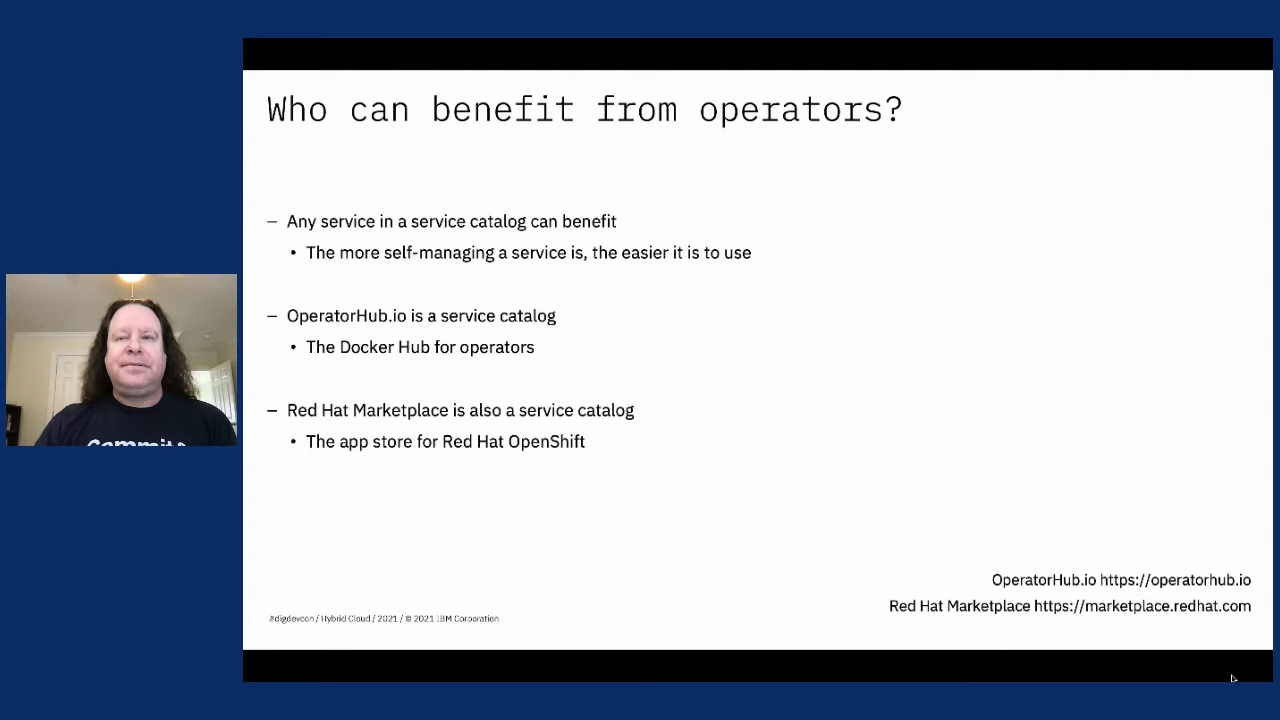 Who can benefit from operators?
– Any service in a service catalog can benefit
• The more self-managing a service is, the easier it is to use
– OperatorHub.io is a service catalog
• The Docker Hub for operators
– Red Hat Marketplace is also a service catalog
• The app store for Red Hat OpenShift
OperatorHub.io https://operatorhub.io
Red Hat Marketplace https://marketplace.redhat.com
#digdevcon / Hybrid Cloud / 2021 / © 2021 IBM Corporation